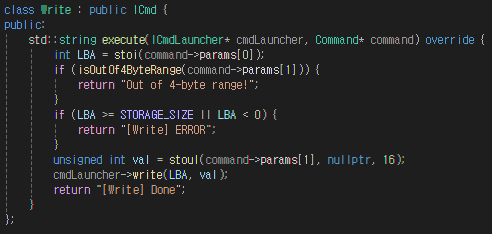 class Write : public ICmd {
public:
    std::string execute(ICmdLauncher* cmdLauncher, Command* command) override {
        int LBA = stoi(command->params[0]);
        if (isOutOf4ByteRange(command->params[1])) {
            return "Out of 4-byte range!";
        }
        if (LBA >= STORAGE_SIZE || LBA < 0) {
            return "[Write] ERROR";
        }
        unsigned int val = stoul(command->params[1], nullptr, 16);
        cmdLauncher->write(LBA, val);
        return "[Write] Done";
    }
};